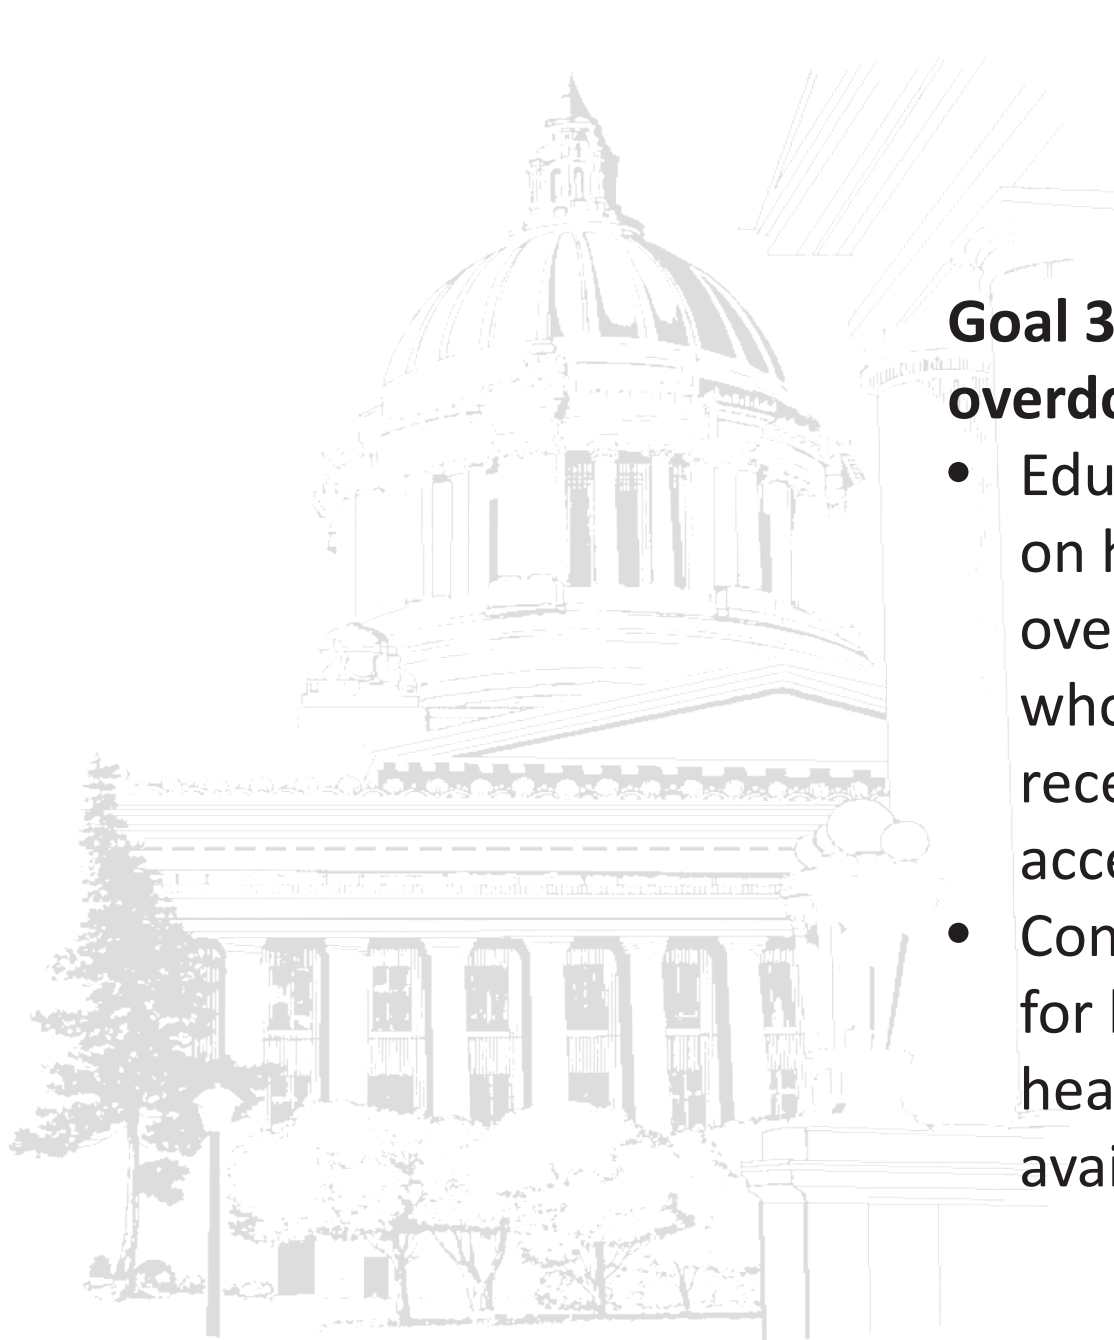 Goal 3
overdo
• Edu
on h
ove
who
rece
acce
• Con
for
hea
avai